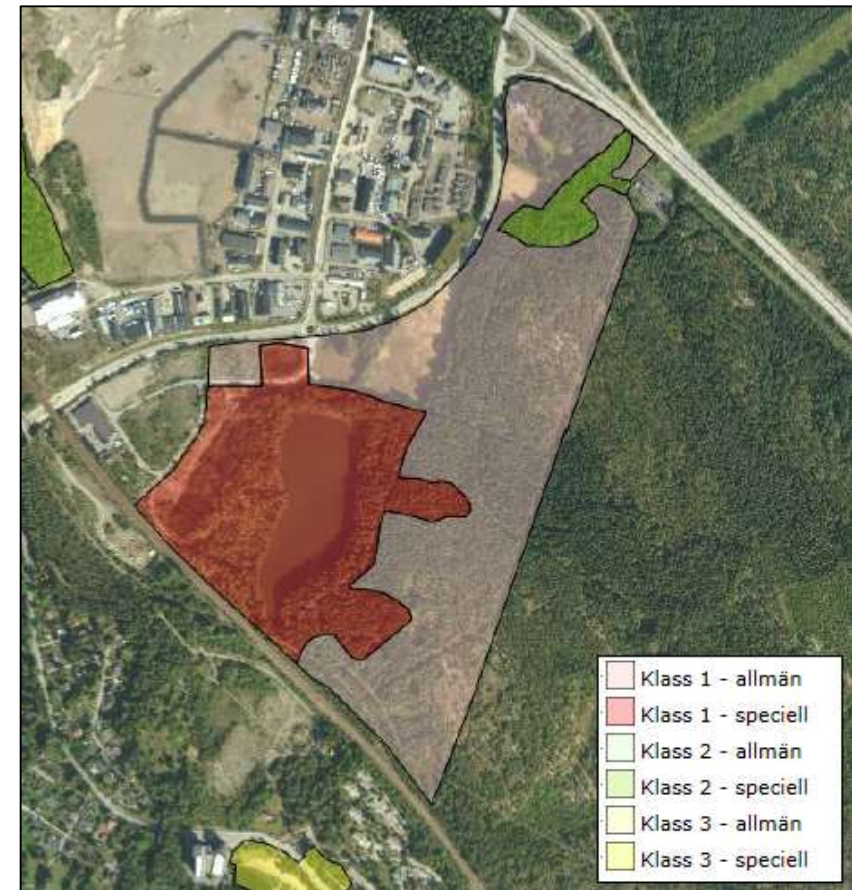 Klass 1 - allmän
Klass 1 - speciell
Klass 2 - allmän
Klass 2 - speciell
Klass 3 - allmän
Klass 3 - speciell